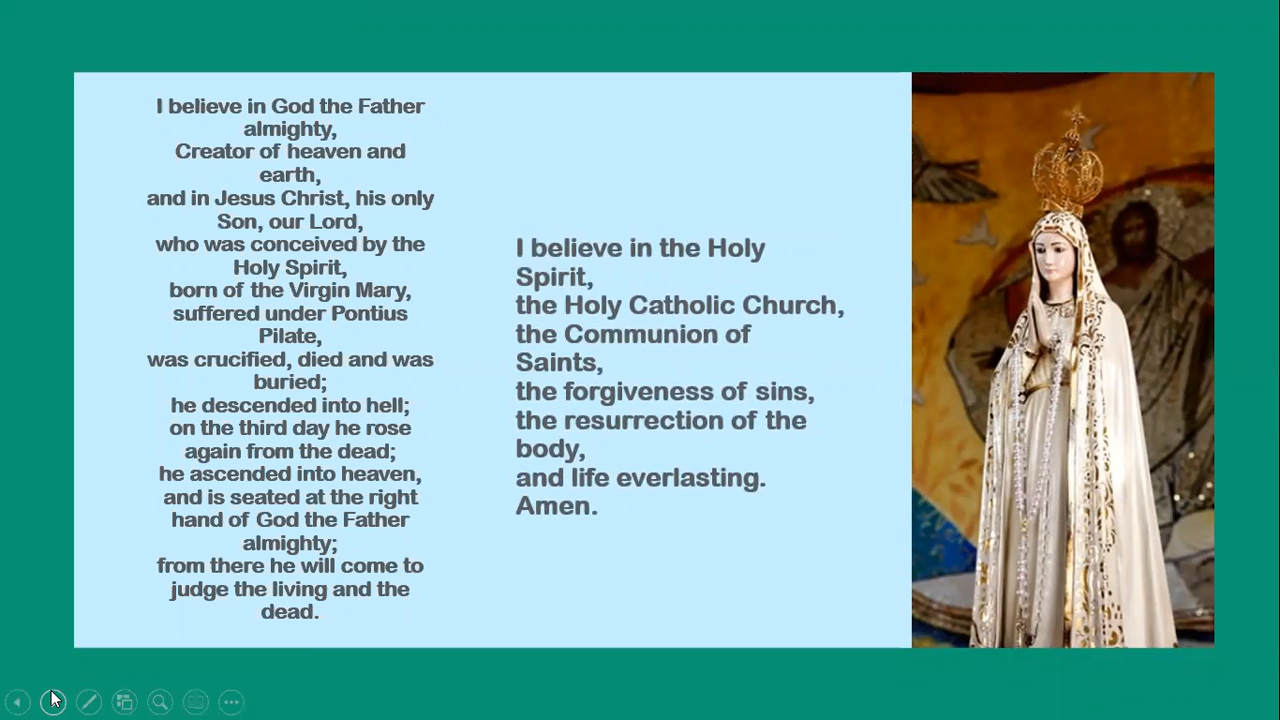 I believe in God the Father
almighty,
Creator of heaven and
earth,
and in Jesus Christ, his only
Son, our Lord,
who was conceived by the
Holy Spirit,
born of the Virgin Mary,
suffered under Pontius
Pilate,
was crucified, died and was
buried;
he descended into hell;
on the third day he rose
again from the dead;
he ascended into heaven,
and is seated at the right
hand of God the Father
almighty;
from there he will come to
judge the living and the
dead.
I believe in the Holy
Spirit,
the Holy Catholic Church,
the Communion of
Saints,
the forgiveness of sins,
the resurrection of the
body,
and life everlasting.
Amen.